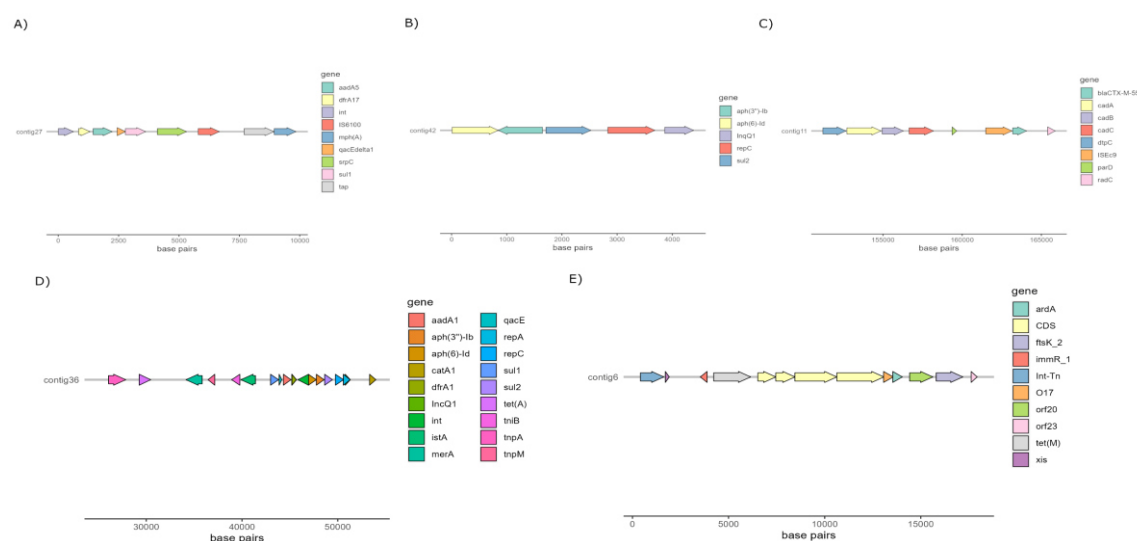 A)
gene
aadA5
dfrA17
int
IS6100
mph(A)
qacEdelta1
srpC
sul1
tap
contig27
0 2500 5000 7500 10000
base pairs
B)
gene
aph(3")-Ib
aph(6)-Id
IncQ1
repC
sul2
contig42
0 1000 2000 3000 4000
base pairs
C)
gene
blaCTX-M-55
cadA
cadB
cadC
dtpC
ISEc9
parD
radC
contig11
155000 160000 165000
base pairs
D)
gene
aadA1 qacE
aph(3")-Ib repA
aph(6)-Id repC
catA1 sul1
dfrA1 sul2
IncQ1 tet(A)
int tniB
istA tnpA
merA tnpM
contig36
30000 40000 50000
base pairs
E)
gene
ardA
CDS
ftsK_2
immR_1
Int-Tn
O17
orf20
orf23
tet(M)
xis
contig6
0 5000 10000 15000
base pairs